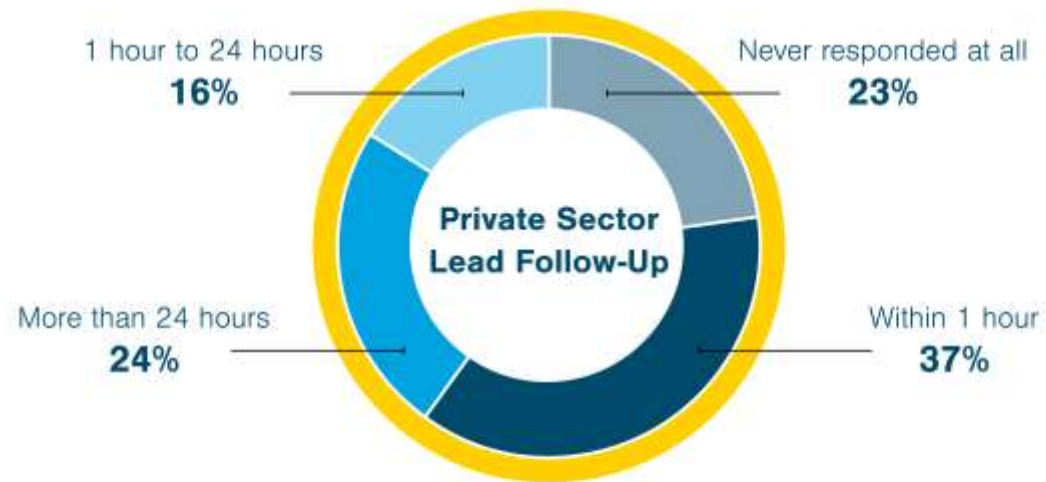 1 hour to 24 hours
16%
Never responded at all
23%
Private Sector
Lead Follow-Up
More than 24 hours
24%
Within 1 hour
37%